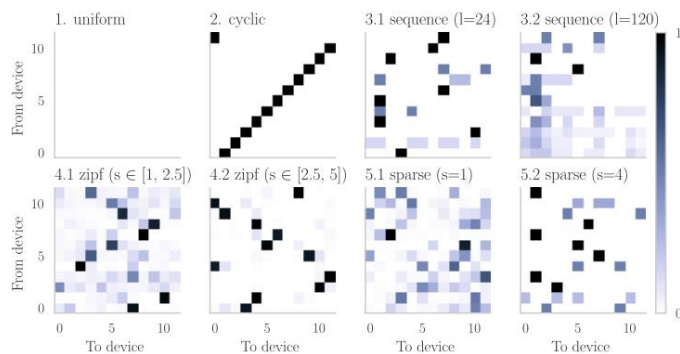 1. uniform
2. cyclic
3.1 sequence (l=24)
3.2 sequence (l=120)
From device
10
5
0
1
4.1 zipf (s ∈ [1, 2.5])
4.2 zipf (s ∈ [2.5, 5])
5.1 sparse (s=1)
5.2 sparse (s=4)
From device
10
5
0
0
0 5 10
0 5 10
0 5 10
0 5 10
To device
To device
To device
To device